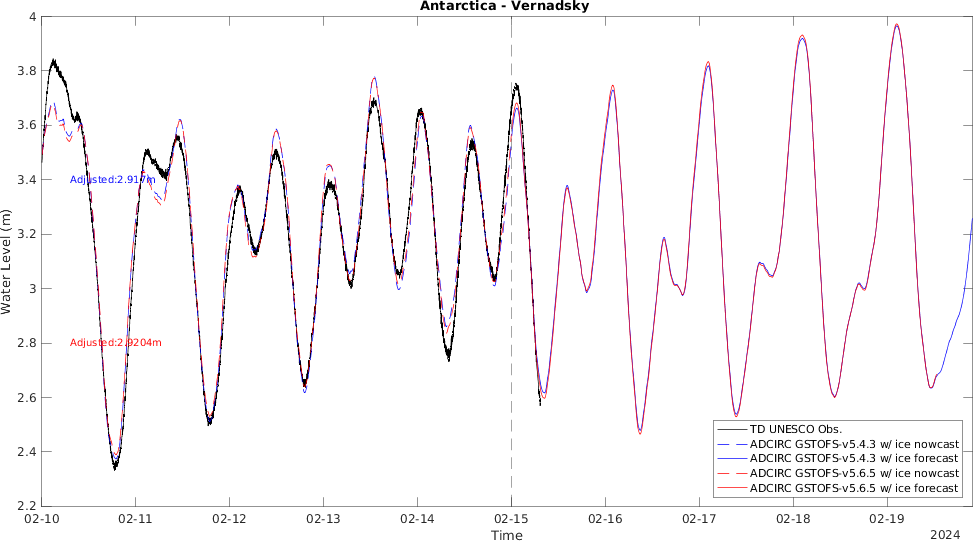 Antarctica - Vernadsky
4
3.8
3.6
3.4
3.2
3
2.8
2.6
2.4
2.2
Water Level (m)
Adjusted:2.917m
Adjusted:2.9204m
TD UNESCO Obs.
ADCIRC GSTOFS-v5.4.3 w/ ice nowcast
ADCIRC GSTOFS-v5.4.3 w/ ice forecast
ADCIRC GSTOFS-v5.6.5 w/ ice nowcast
ADCIRC GSTOFS-v5.6.5 w/ ice forecast
02-10 02-11 02-12 02-13 02-14 02-15 02-16 02-17 02-18 02-19
Time
2024